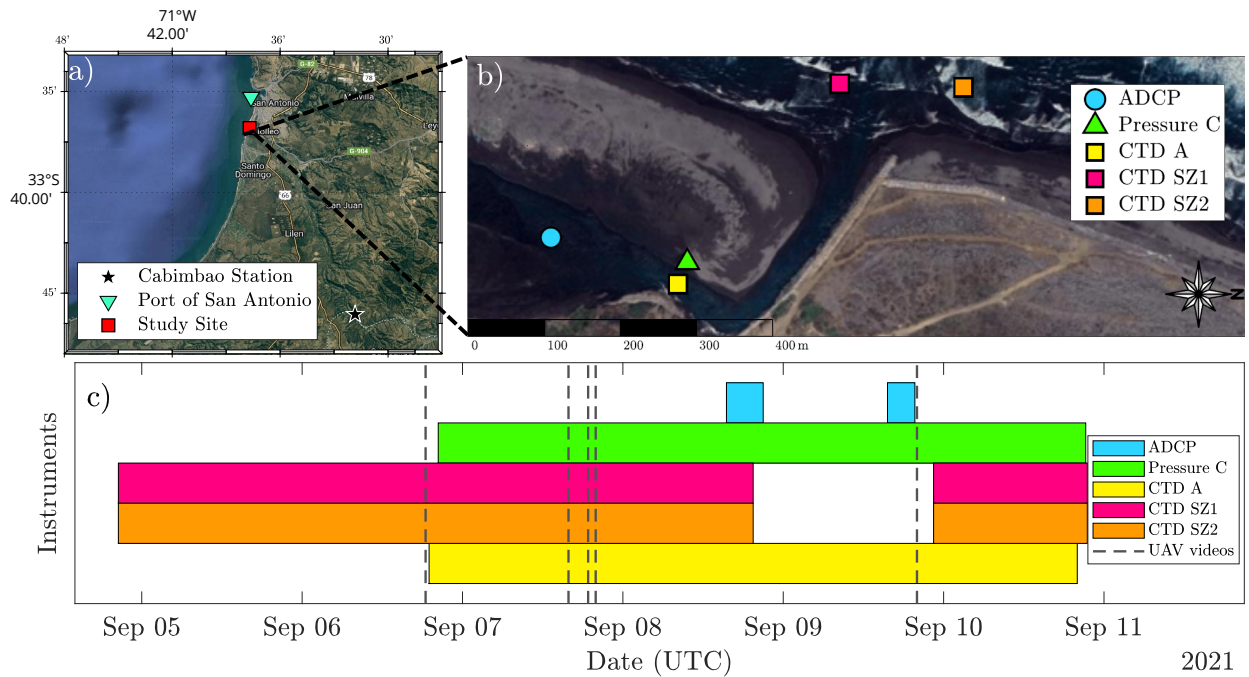 71°W
42.00'
48'
36'
30'
a)
G-82
78
35'
San Antonio
Malvilla
Tolleo
Ley
G-904
Santo
Domingo
33°S
40.00'
66
San Juan
Lilen
45'
Cabimbao Station
Port of San Antonio
Study Site
b)
ADCP
Pressure C
CTD A
CTD SZ1
CTD SZ2
N
0 100 200 300 400 m
c)
Instruments
ADCP
Pressure C
CTD A
CTD SZ1
CTD SZ2
UAV videos
Sep 05 Sep 06 Sep 07 Sep 08 Sep 09 Sep 10 Sep 11
Date (UTC)
2021